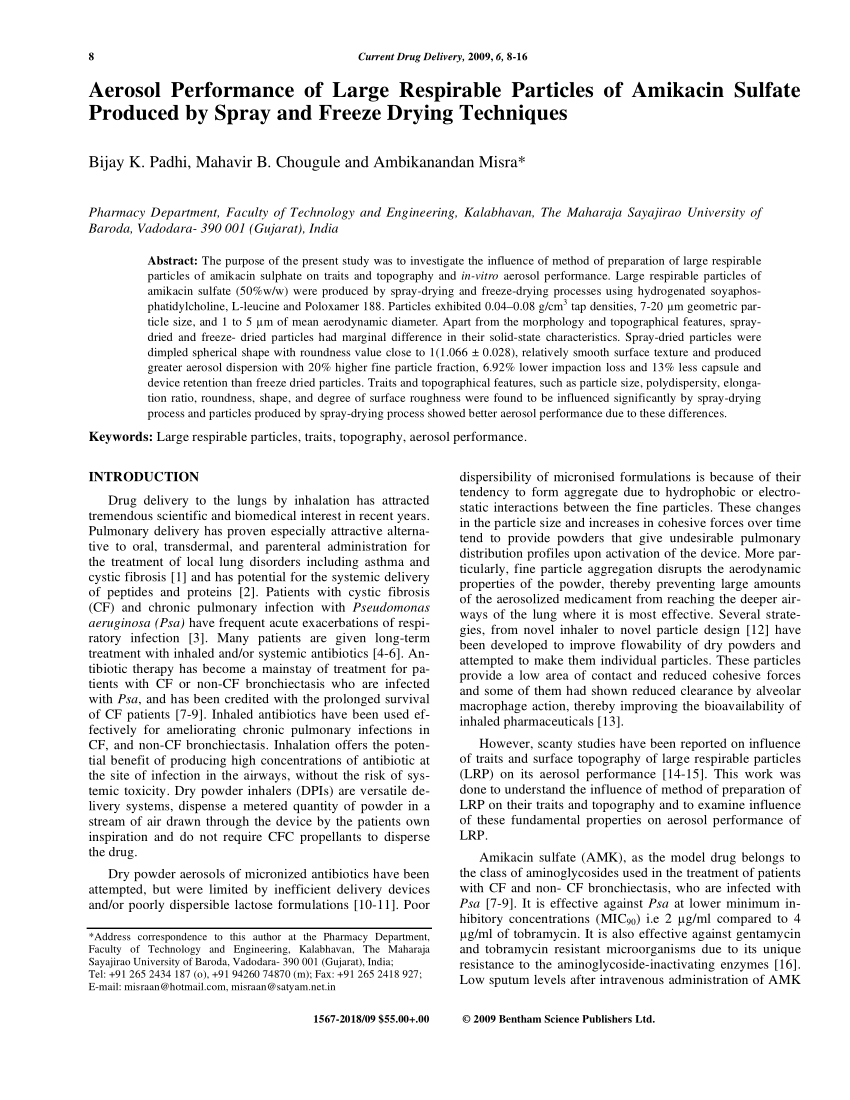 8
Current Drug Delivery, 2009, 6, 8-16
Aerosol Performance of Large Respirable Particles of Amikacin Sulfate
Produced by Spray and Freeze Drying Techniques
Bijay K. Padhi, Mahavir B. Chougule and Ambikanandan Misra*
Pharmacy Department, Faculty of Technology and Engineering, Kalabhavan, The Maharaja Sayajirao University of
Baroda, Vadodara- 390 001 (Gujarat), India
Abstract: The purpose of the present study was to investigate the influence of method of preparation of large respirable
particles of amikacin sulphate on traits and topography and in-vitro aerosol performance. Large respirable particles of
amikacin sulfate (50%w/w) were produced by spray-drying and freeze-drying processes using hydrogenated soyaphos-
phatidylcholine, L-leucine and Poloxamer 188. Particles exhibited 0.04–0.08 g/cm3 tap densities, 7-20 µm geometric par-
ticle size, and 1 to 5 µm of mean aerodynamic diameter. Apart from the morphology and topographical features, spray-
dried and freeze- dried particles had marginal difference in their solid-state characteristics. Spray-dried particles were
dimpled spherical shape with roundness value close to 1(1.066 ± 0.028), relatively smooth surface texture and produced
greater aerosol dispersion with 20% higher fine particle fraction, 6.92% lower impaction loss and 13% less capsule and
device retention than freeze dried particles. Traits and topographical features, such as particle size, polydispersity, elonga-
tion ratio, roundness, shape, and degree of surface roughness were found to be influenced significantly by spray-drying
process and particles produced by spray-drying process showed better aerosol performance due to these differences.
Keywords: Large respirable particles, traits, topography, aerosol performance.
INTRODUCTION
Drug delivery to the lungs by inhalation has attracted
tremendous scientific and biomedical interest in recent years.
Pulmonary delivery has proven especially attractive alterna-
tive to oral, transdermal, and parenteral administration for
the treatment of local lung disorders including asthma and
cystic fibrosis [1] and has potential for the systemic delivery
of peptides and proteins [2]. Patients with cystic fibrosis
(CF) and chronic pulmonary infection with Pseudomonas
aeruginosa (Psa) have frequent acute exacerbations of respi-
ratory infection [3]. Many patients are given long-term
treatment with inhaled and/or systemic antibiotics [4-6]. An-
tibiotic therapy has become a mainstay of treatment for pa-
tients with CF or non-CF bronchiectasis who are infected
with Psa, and has been credited with the prolonged survival
of CF patients [7-9]. Inhaled antibiotics have been used ef-
fectively for ameliorating chronic pulmonary infections in
CF, and non-CF bronchiectasis. Inhalation offers the poten-
tial benefit of producing high concentrations of antibiotic at
the site of infection in the airways, without the risk of sys-
temic toxicity. Dry powder inhalers (DPIs) are versatile de-
livery systems, dispense a metered quantity of powder in a
stream of air drawn through the device by the patients own
inspiration and do not require CFC propellants to disperse
the drug.
Dry powder aerosols of micronized antibiotics have been
attempted, but were limited by inefficient delivery devices
and/or poorly dispersible lactose formulations [10-11]. Poor
*Address correspondence to this author at the Pharmacy Department,
Faculty of Technology and Engineering, Kalabhavan, The Maharaja
Sayajirao University of Baroda, Vadodara- 390 001 (Gujarat), India;
Tel: +91 265 2434 187 (o), +91 94260 74870 (m); Fax: +91 265 2418 927;
E-mail: misraan@hotmail.com, misraan@satyam.net.in
dispersibility of micronised formulations is because of their
tendency to form aggregate due to hydrophobic or electro-
static interactions between the fine particles. These changes
in the particle size and increases in cohesive forces over time
tend to provide powders that give undesirable pulmonary
distribution profiles upon activation of the device. More par-
ticularly, fine particle aggregation disrupts the aerodynamic
properties of the powder, thereby preventing large amounts
of the aerosolized medicament from reaching the deeper air-
ways of the lung where it is most effective. Several strate-
gies, from novel inhaler to novel particle design [12] have
been developed to improve flowability of dry powders and
attempted to make them individual particles. These particles
provide a low area of contact and reduced cohesive forces
and some of them had shown reduced clearance by alveolar
macrophage action, thereby improving the bioavailability of
inhaled pharmaceuticals [13].
However, scanty studies have been reported on influence
of traits and surface topography of large respirable particles
(LRP) on its aerosol performance [14-15]. This work was
done to understand the influence of method of preparation of
LRP on their traits and topography and to examine influence
of these fundamental properties on aerosol performance of
LRP.
Amikacin sulfate (AMK), as the model drug belongs to
the class of aminoglycosides used in the treatment of patients
with CF and non- CF bronchiectasis, who are infected with
Psa [7-9]. It is effective against Psa at lower minimum in-
hibitory concentrations (MIC90) i.e 2 µg/ml compared to 4
µg/ml of tobramycin. It is also effective against gentamycin
and tobramycin resistant microorganisms due to its unique
resistance to the aminoglycoside-inactivating enzymes [16].
Low sputum levels after intravenous administration of AMK
1567-2018/09 $55.00+.00
© 2009 Bentham Science Publishers Ltd.